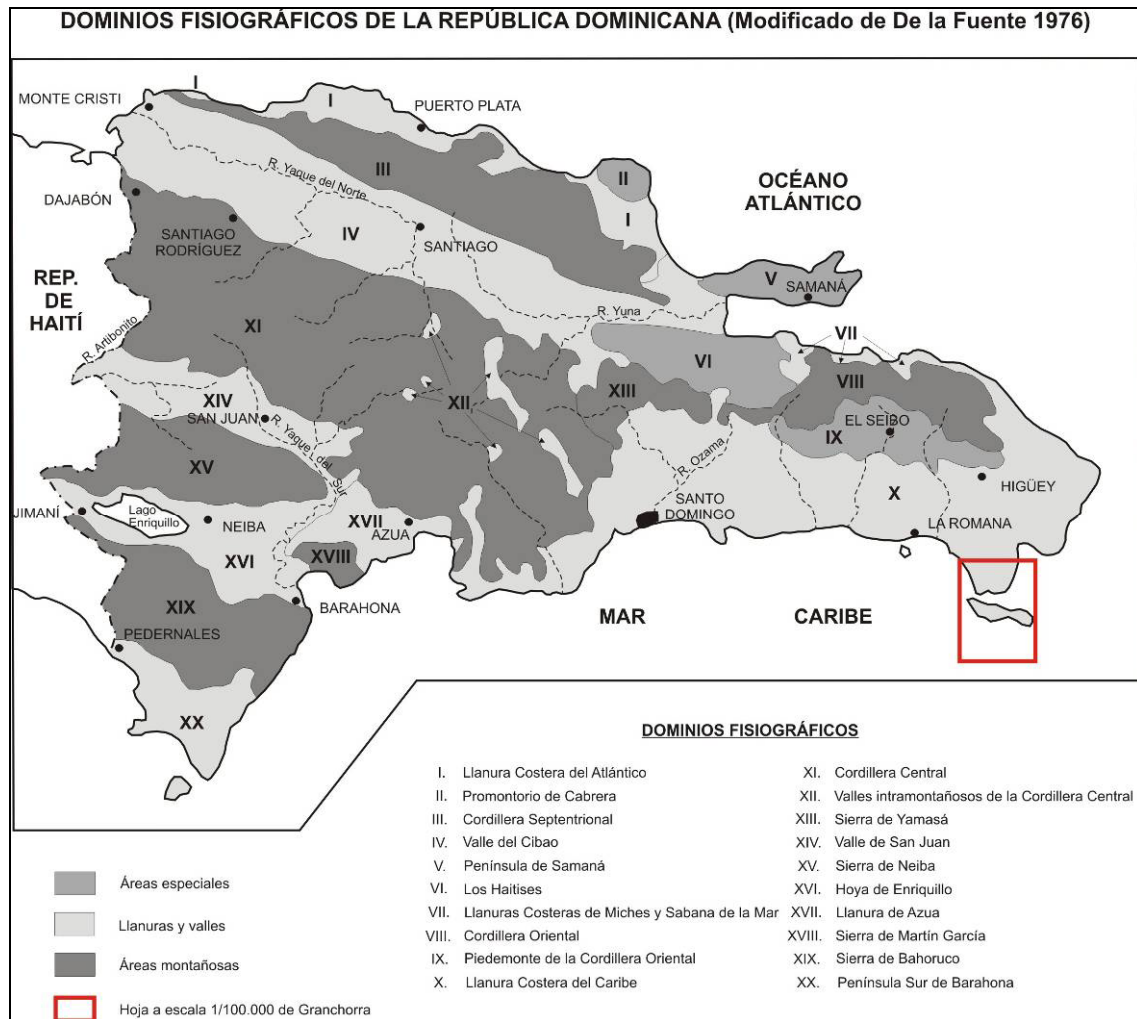 DOMINIOS FISIOGRÁFICOS DE LA REPÚBLICA DOMINICANA (Modificado de De la Fuente 1976)
I
MONTE CRISTI
I
PUERTO PLATA
III
II
OCÉANO
ATLÁNTICO
R. Yaque del Norte
DAJABÓN
I
SANTIAGO
RODRÍGUEZ
IV
SANTIAGO
REP.
DE
HAITÍ
V
SAMANÁ
R. Yuna
XI
R. Artibonito
VII
VI
VIII
XIII
XII
XIV
SAN JUAN
EL SEIBO
IX
R. Yaque del Sur
XV
R. Ozama
HIGÜEY
X
JIMANÍ
Lago
Enriquillo
NEIBA
XVII
AZUA
SANTO
DOMINGO
LA ROMANA
XVI
XVIII
XIX
BARAHONA
MAR
CARIBE
PEDERNALES
XX
DOMINIOS FISIOGRÁFICOS
I. Llanura Costera del Atlántico
II. Promontorio de Cabrera
III. Cordillera Septentrional
IV. Valle del Cibao
V. Península de Samaná
VI. Los Haitises
VII. Llanuras Costeras de Miches y Sabana de la Mar
VIII. Cordillera Oriental
IX. Piedemonte de la Cordillera Oriental
X. Llanura Costera del Caribe
XI. Cordillera Central
XII. Valles intramontañosos de la Cordillera Central
XIII. Sierra de Yamasá
XIV. Valle de San Juan
XV. Sierra de Neiba
XVI. Hoya de Enriquillo
XVII. Llanura de Azua
XVIII. Sierra de Martín García
XIX. Sierra de Bahoruco
XX. Península Sur de Barahona
Áreas especiales
Llanuras y valles
Áreas montañosas
Hoja a escala 1/100.000 de Granchorra